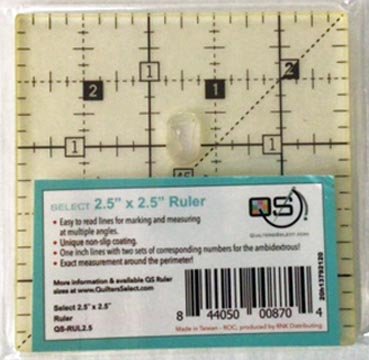 1
2
2
1
1
1
45
SELECT 2.5" x 2.5" Ruler
• Easy to read lines for marking and measuring
at multiple angles.
• Unique non-slip coating.
• One inch lines with two sets of corresponding numbers for the ambidextrous!
• Exact measurement around the perimeter!
QS
QUILTERSSELECT.COM
More information & available QS Ruler
sizes at www.QuiltersSelect.com
Select 2.5" x 2.5"
Ruler
QS-RUL2.5
8 44050 00870 4
Made in Taiwan - ROC; produced by RNK Distributing